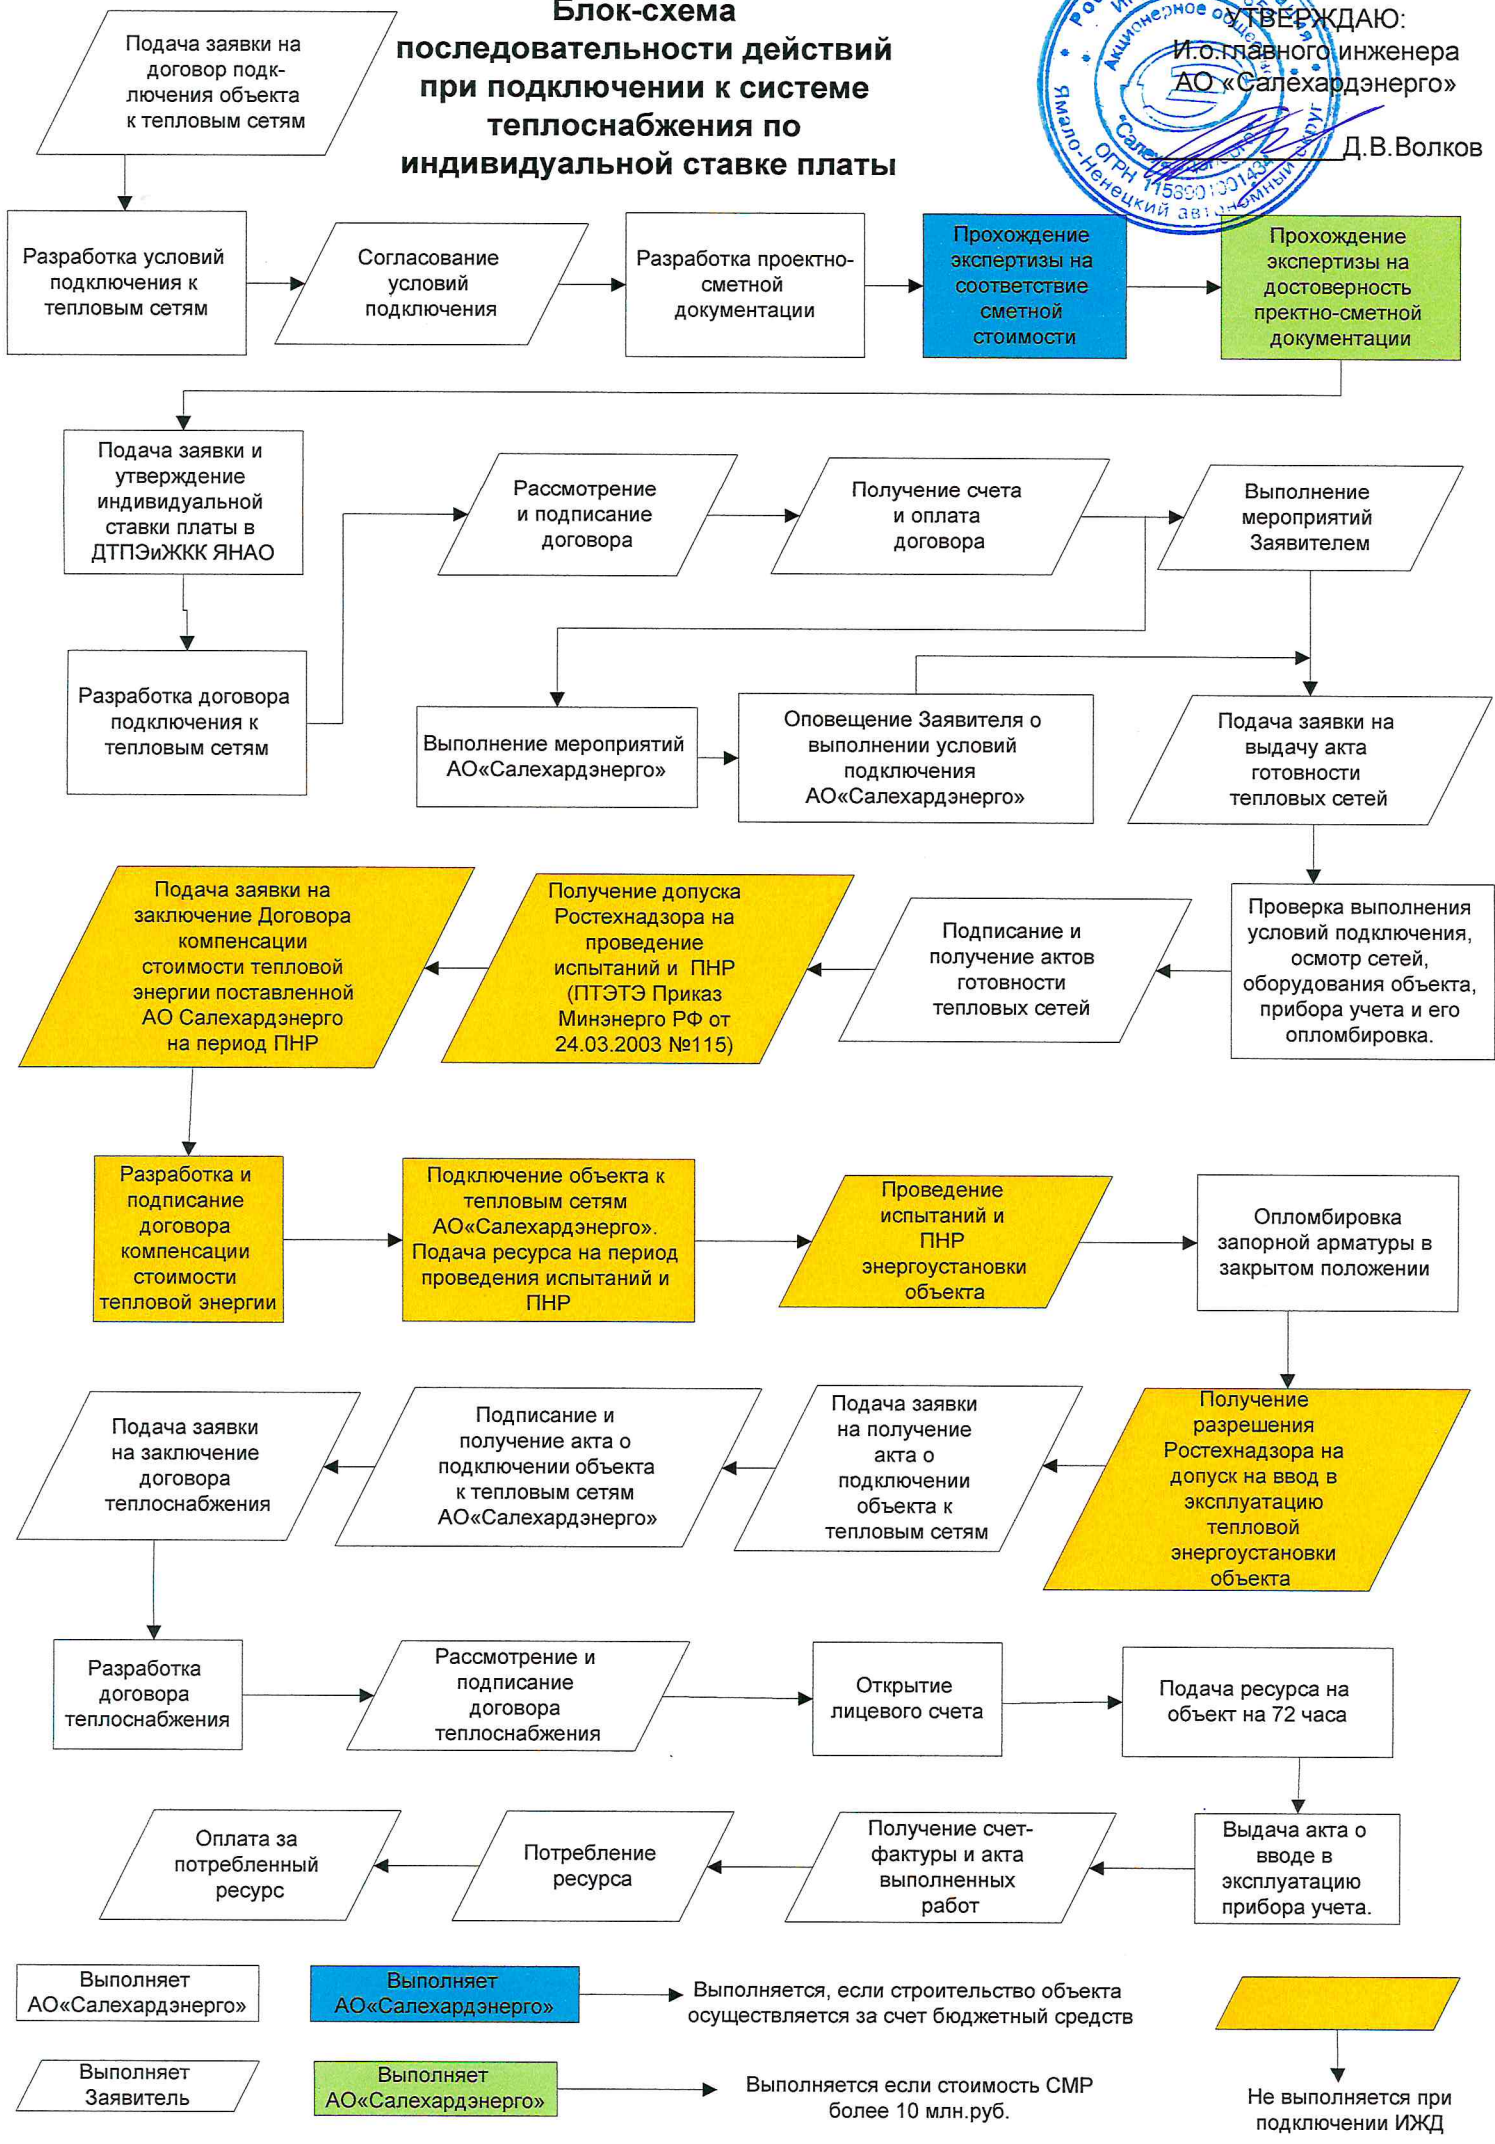 Блок-схема
последовательности действий
при подключении к системе
теплоснабжения по
индивидуальной ставке платы
УТВЕРЖДАЮ:
И.о.главного инженера
АО «Салехардэнерго»
Д.В.Волков
Акционерное общество
Ямало-Ненецкий автономный округ
ОГРН
Подача заявки на
договор подк-
лючения объекта
к тепловым сетям
Разработка условий
подключения к
тепловым сетям
Согласование
условий
подключения
Разработка проектно-
сметной
документации
Прохождение
экспертизы на
соответствие
сметной
стоимости
Прохождение
экспертизы на
достоверность
пректно-сметной
документации
Подача заявки и
утверждение
индивидуальной
ставки платы в
ДТПЭиЖКК ЯНАО
Рассмотрение
и подписание
договора
Получение счета
и оплата
договора
Выполнение
мероприятий
Заявителем
Разработка договора
подключения к
тепловым сетям
Выполнение мероприятий
АО«Салехардэнерго»
Оповещение Заявителя о
выполнении условий
подключения
АО«Салехардэнерго»
Подача заявки на
выдачу акта
готовности
тепловых сетей
Подача заявки на
заключение Договора
компенсации
стоимости тепловой
энергии поставленной
АО Салехардэнерго
на период ПНР
Получение допуска
Ростехнадзора на
проведение
испытаний и ПНР
(ПТЭТЭ Приказ
Минэнерго РФ от
24.03.2003 №115)
Подписание и
получение актов
готовности
тепловых сетей
Проверка выполнения
условий подключения,
осмотр сетей,
оборудования объекта,
прибора учета и его
опломбировка.
Разработка и
подписание
договора
компенсации
стоимости
тепловой энергии
Подключение объекта к
тепловым сетям
АО«Салехардэнерго».
Подача ресурса на период
проведения испытаний и
ПНР
Проведение
испытаний и
ПНР
энергоустановки
объекта
Опломбировка
запорной арматуры в
закрытом положении
Подача заявки
на заключение
договора
теплоснабжения
Подписание и
получение акта о
подключении объекта
к тепловым сетям
АО«Салехардэнерго»
Подача заявки
на получение
акта о
подключении
объекта к
тепловым сетям
Получение
разрешения
Ростехнадзора на
допуск на ввод в
эксплуатацию
тепловой
энергоустановки
объекта
Разработка
договора
теплоснабжения
Рассмотрение и
подписание
договора
теплоснабжения
Открытие
лицевого счета
Подача ресурса на
объект на 72 часа
Оплата за
потребленный
ресурс
Потребление
ресурса
Получение счет-
фактуры и акта
выполненных
работ
Выдача акта о
вводе в
эксплуатацию
прибора учета.
Выполняет
АО«Салехардэнерго»
Выполняет
АО«Салехардэнерго»
Выполняется, если строительство объекта
осуществляется за счет бюджетный средств
Выполняет
Заявитель
Выполняет
АО«Салехардэнерго»
Выполняется если стоимость СМР
более 10 млн.руб.
Не выполняется при
подключении ИЖД